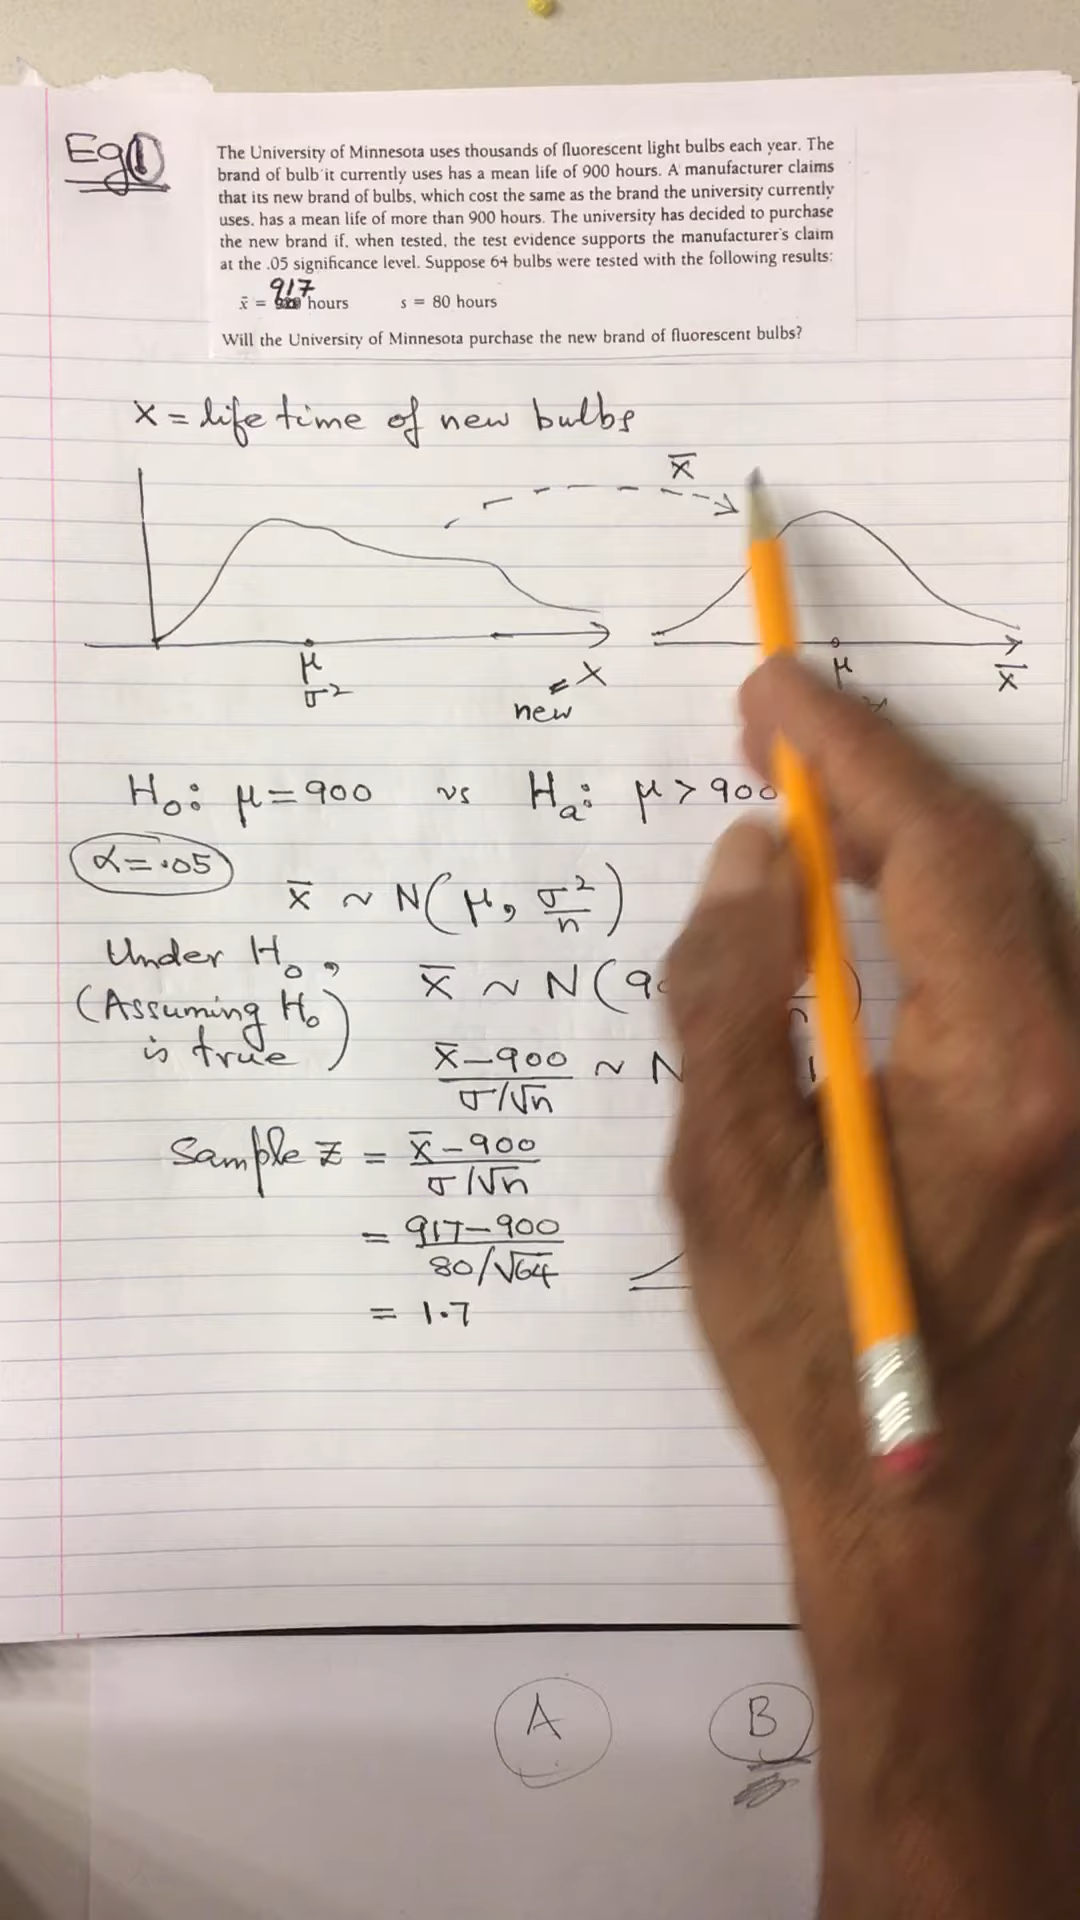 Eg ①
The University of Minnesota uses thousands of fluorescent light bulbs each year. The
brand of bulb it currently uses has a mean life of 900 hours. A manufacturer claims
that its new brand of bulbs, which cost the same as the brand the university currently
uses, has a mean life of more than 900 hours. The university has decided to purchase
the new brand if, when tested, the test evidence supports the manufacturer's claim
at the .05 significance level. Suppose 64 bulbs were tested with the following results:
x̄ = 917 hours s = 80 hours
Will the University of Minnesota purchase the new brand of fluorescent bulbs?
X = life time of new bulbs
x̄
μ
σ²
= X
new
μ
x̄
H₀: μ = 900 vs Hₐ: μ > 900
α = .05
x̄ ~ N(μ, σ²/n)
Under H₀,
(Assuming H₀
is true)
x̄ ~ N(90
n)
x̄ - 900 / σ/√n ~ N 1
Sample z = x̄ - 900 / σ/√n
= 917 - 900 / 80/√64
= 1.7
A
B